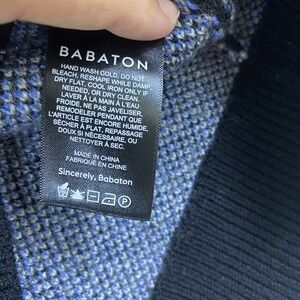 BABATON
HAND WASH COLD, DO NOT
BLEACH, RESHAPE WHILE DAMP,
DRY FLAT, COOL IRON ONLY IF
NEEDED, OR DRY CLEAN.
LAVER À LA MAIN À L'EAU
FROIDE, NE PAS JAVELISER.
REMODELER PENDANT QUE
L'ARTICLE EST ENCORE HUMIDE,
SÉCHER À PLAT, REPASSAGE
DOUX SI NÉCESSAIRE, OU
NETTOYER À SEC.
MADE IN CHINA
FABRIQUÉ EN CHINE
Sincerely, Babaton
P